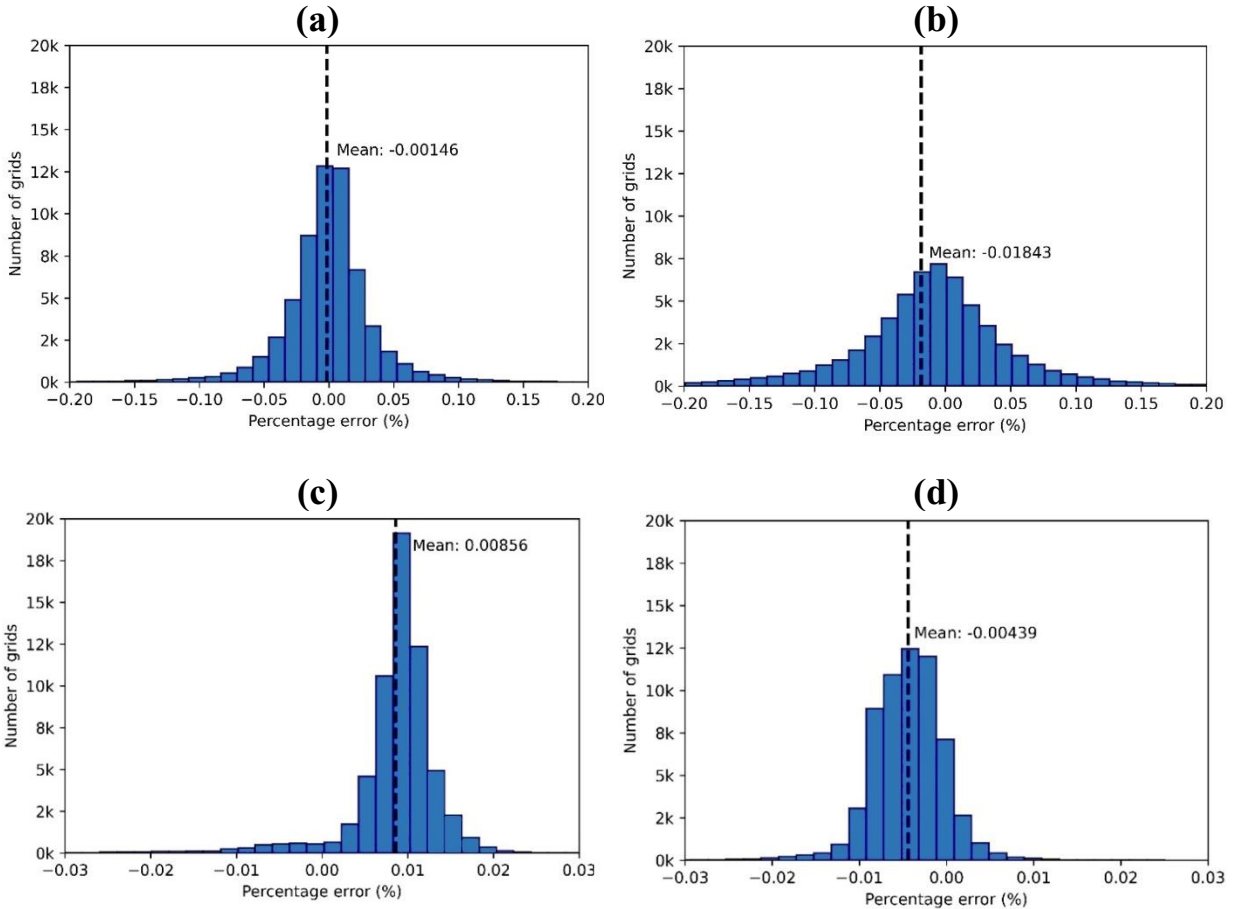 (a)
20k
18k
15k
12k
10k
8k
5k
2k
0k
Number of grids
Mean: -0.00146
−0.20 −0.15 −0.10 −0.05 0.00 0.05 0.10 0.15 0.20
Percentage error (%)
(b)
20k
18k
15k
12k
10k
8k
5k
2k
0k
Number of grids
Mean: -0.01843
−0.20 −0.15 −0.10 −0.05 0.00 0.05 0.10 0.15 0.20
Percentage error (%)
(c)
20k
18k
15k
12k
10k
8k
5k
2k
0k
Number of grids
Mean: 0.00856
−0.03 −0.02 −0.01 0.00 0.01 0.02 0.03
Percentage error (%)
(d)
20k
18k
15k
12k
10k
8k
5k
2k
0k
Number of grids
Mean: -0.00439
−0.03 −0.02 −0.01 0.00 0.01 0.02 0.03
Percentage error (%)